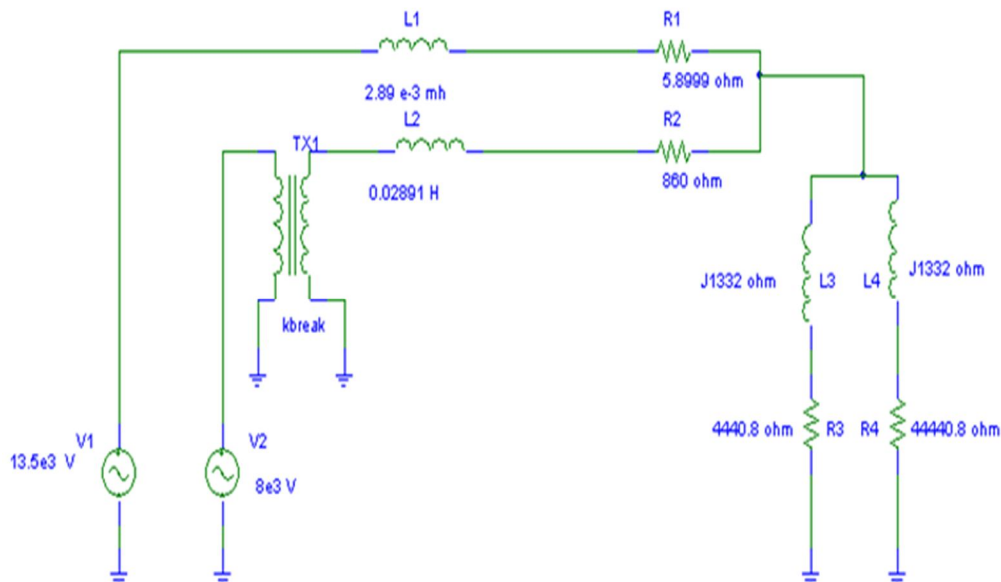 L1
2.89 e-3 mh
R1
5.8999 ohm
L2
0.02891 H
R2
860 ohm
TX1
kbreak
V1
13.5e3 V
V2
8e3 V
J1332 ohm
L3
L4
J1332 ohm
4440.8 ohm
R3
R4
44440.8 ohm